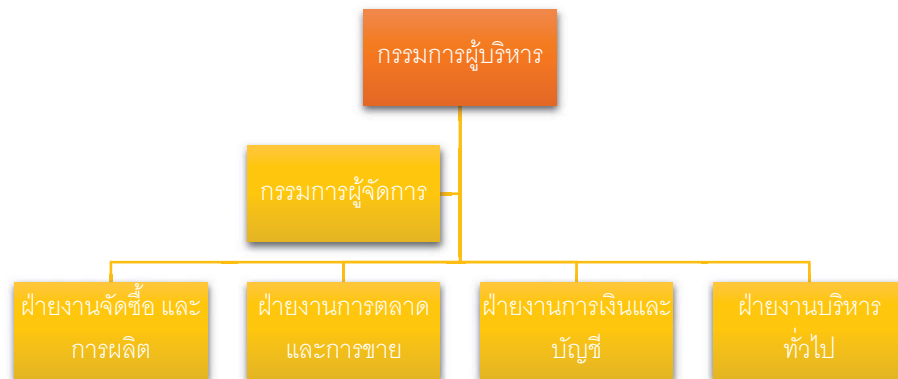 กรรมการผู้บริหาร
กรรมการผู้จัดการ
ฝ่ายงานจัดซื้อ และ
การผลิต
ฝ่ายงานการตลาด
และการขาย
ฝ่ายงานการเงินและ
บัญชี
ฝ่ายงานบริหาร
ทั่วไป